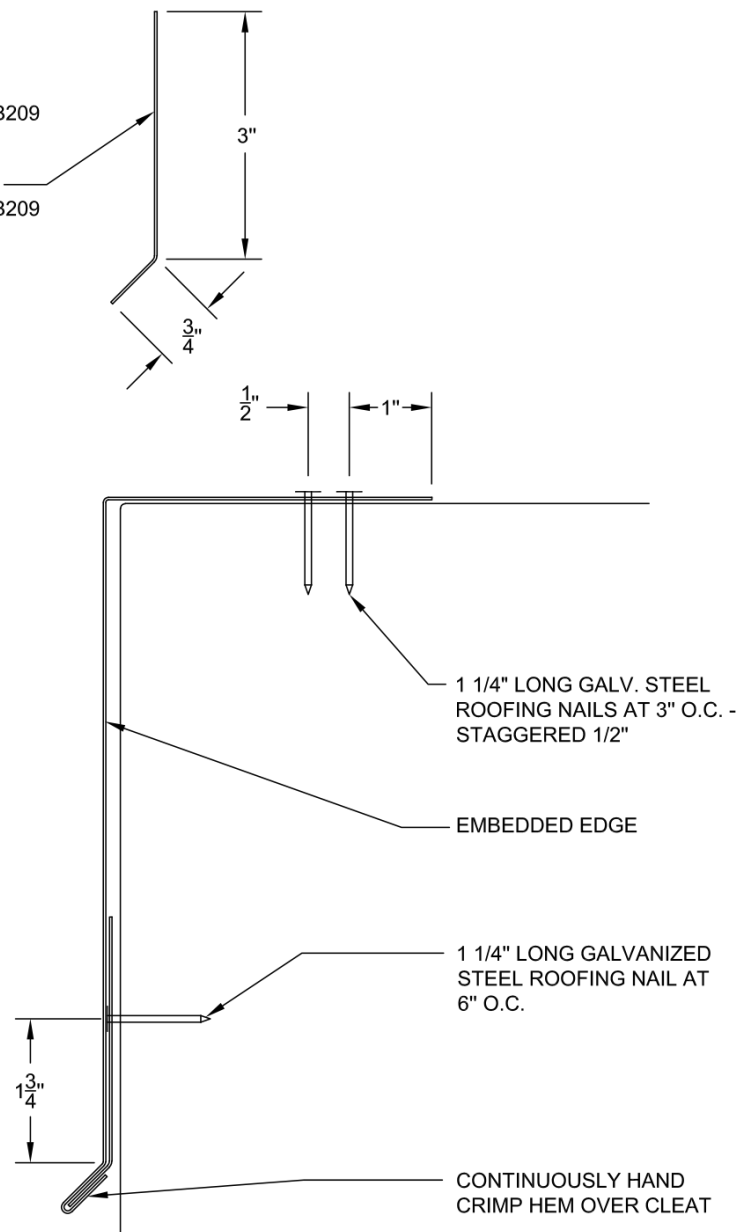 3209
3"
3209
3/4"
1/2"
1"
1 1/4" LONG GALV. STEEL
ROOFING NAILS AT 3" O.C. -
STAGGERED 1/2"
EMBEDDED EDGE
1 1/4" LONG GALVANIZED
STEEL ROOFING NAIL AT
6" O.C.
1 3/4"
CONTINUOUSLY HAND
CRIMP HEM OVER CLEAT